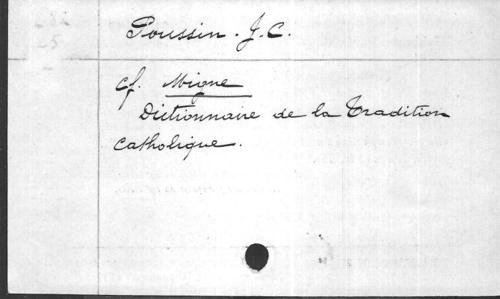 Poussin. J.C.
cf. Migne
Dictionnaire de la Tradition
catholique.